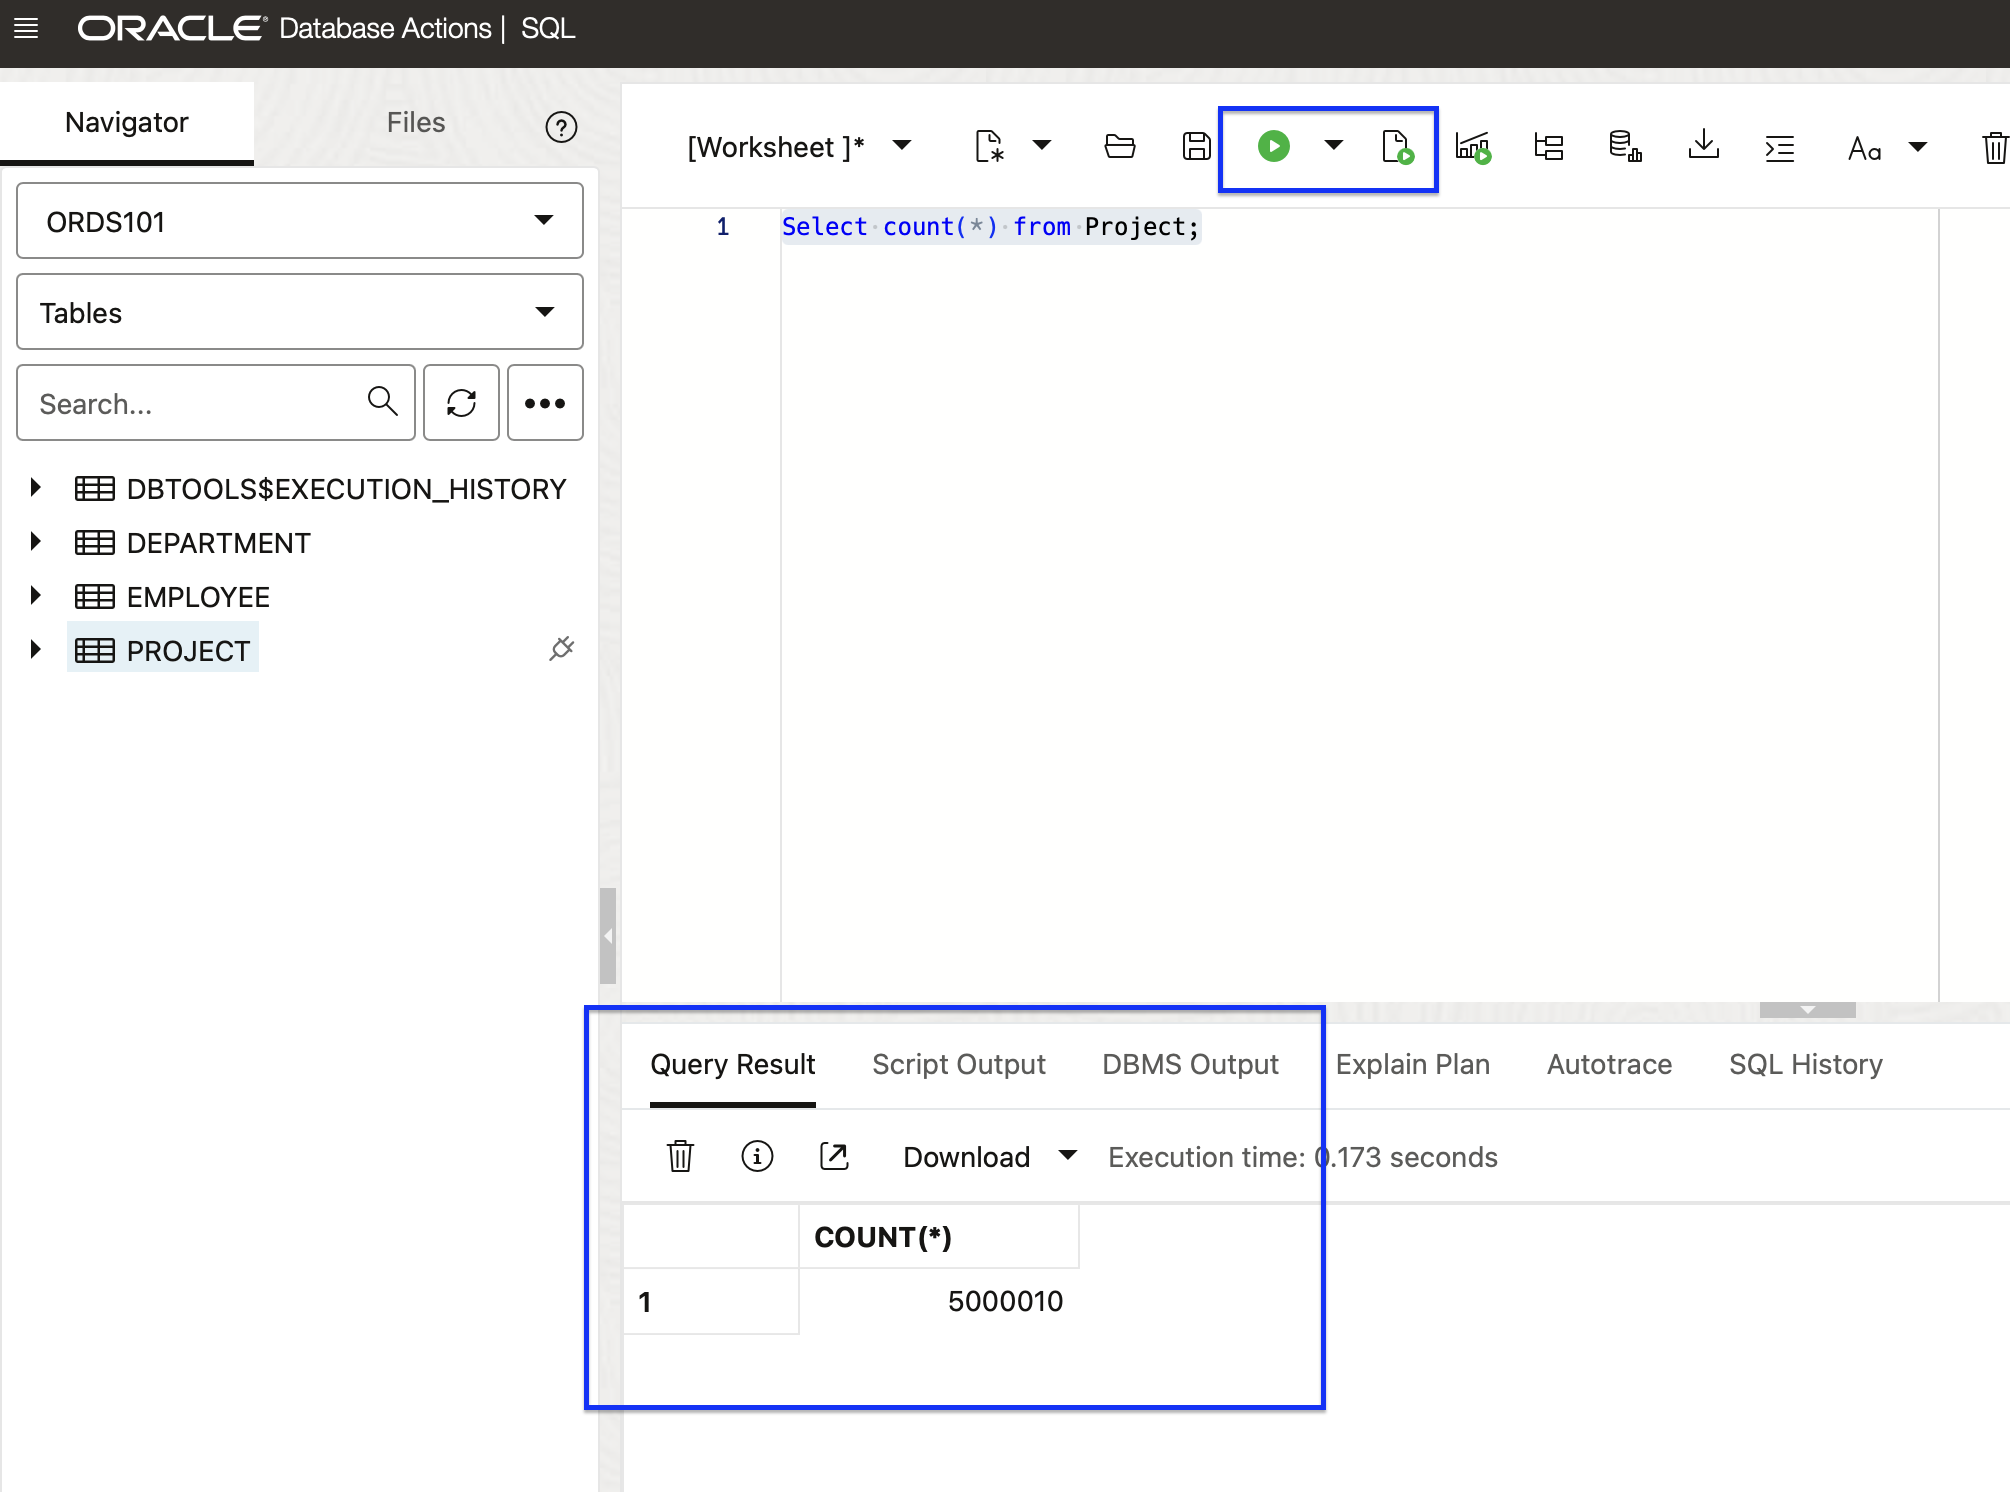 ORACLE® Database Actions | SQL
Navigator
Files
?
ORDS101
Tables
Search...
DBTOOLS$EXECUTION_HISTORY
DEPARTMENT
EMPLOYEE
PROJECT
[Worksheet ]*
Aa
1
Select count(*) from Project;
Query Result
Script Output
DBMS Output
Explain Plan
Autotrace
SQL History
Download
Execution time: 0.173 seconds
COUNT(*)
1
5000010